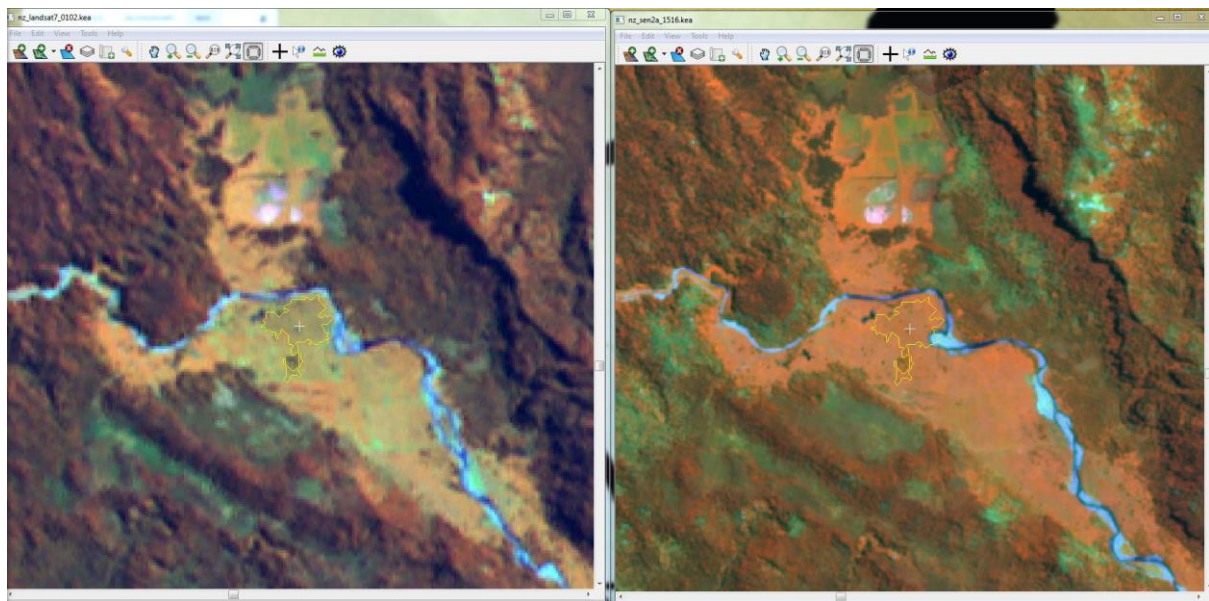 nz_landsat7_0102.kea
File Edit View Tools Help
nz_sen2a_1516.kea
File Edit View Tools Help